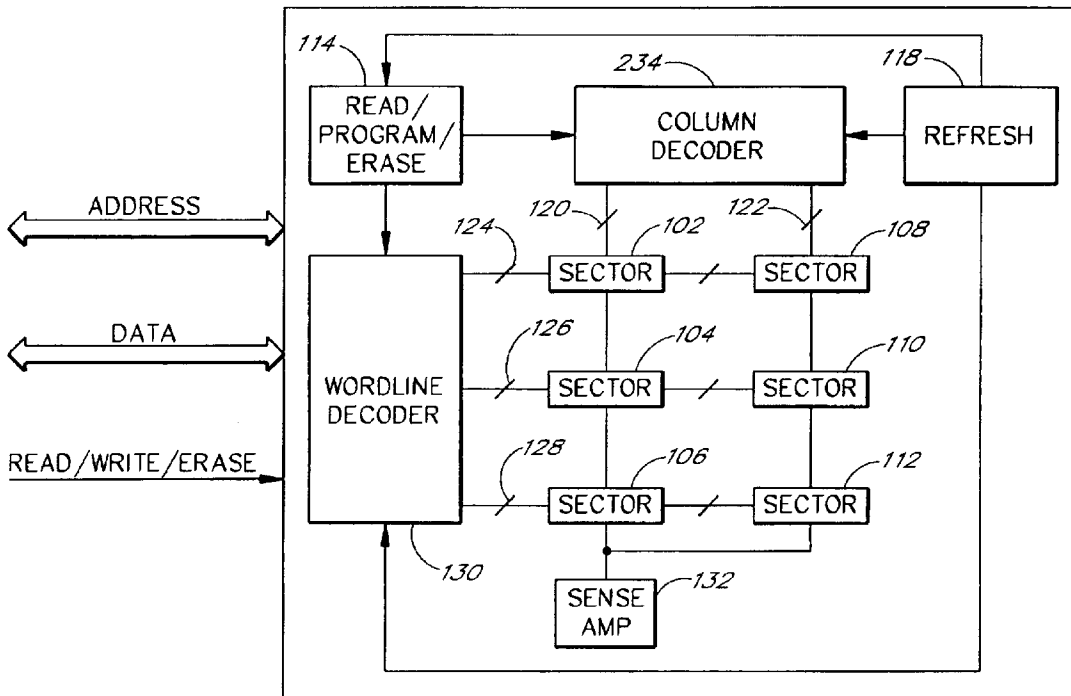 114
234
118
READ/
PROGRAM/
ERASE
COLUMN
DECODER
REFRESH
ADDRESS
120
122
124
102
108
SECTOR
SECTOR
DATA
126
104
110
WORDLINE
DECODER
SECTOR
SECTOR
READ/WRITE/ERASE
128
106
112
SECTOR
SECTOR
130
132
SENSE
AMP